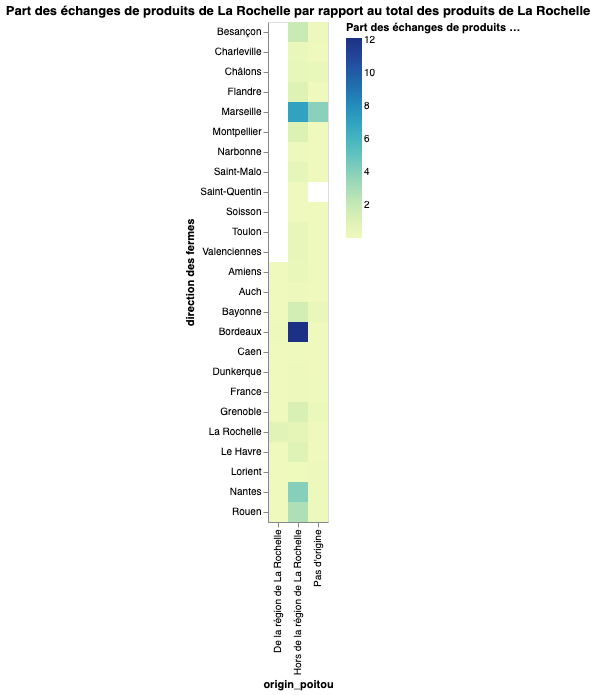 Part des échanges de produits de La Rochelle par rapport au total des produits de La Rochelle
Part des échanges de produits …
12
10
8
6
4
2
direction des fermes
Besançon
Charleville
Châlons
Flandre
Marseille
Montpellier
Narbonne
Saint-Malo
Saint-Quentin
Soisson
Toulon
Valenciennes
Amiens
Auch
Bayonne
Bordeaux
Caen
Dunkerque
France
Grenoble
La Rochelle
Le Havre
Lorient
Nantes
Rouen
De la région de La Rochelle
Hors de la région de La Rochelle
Pas d'origine
origin_poitou